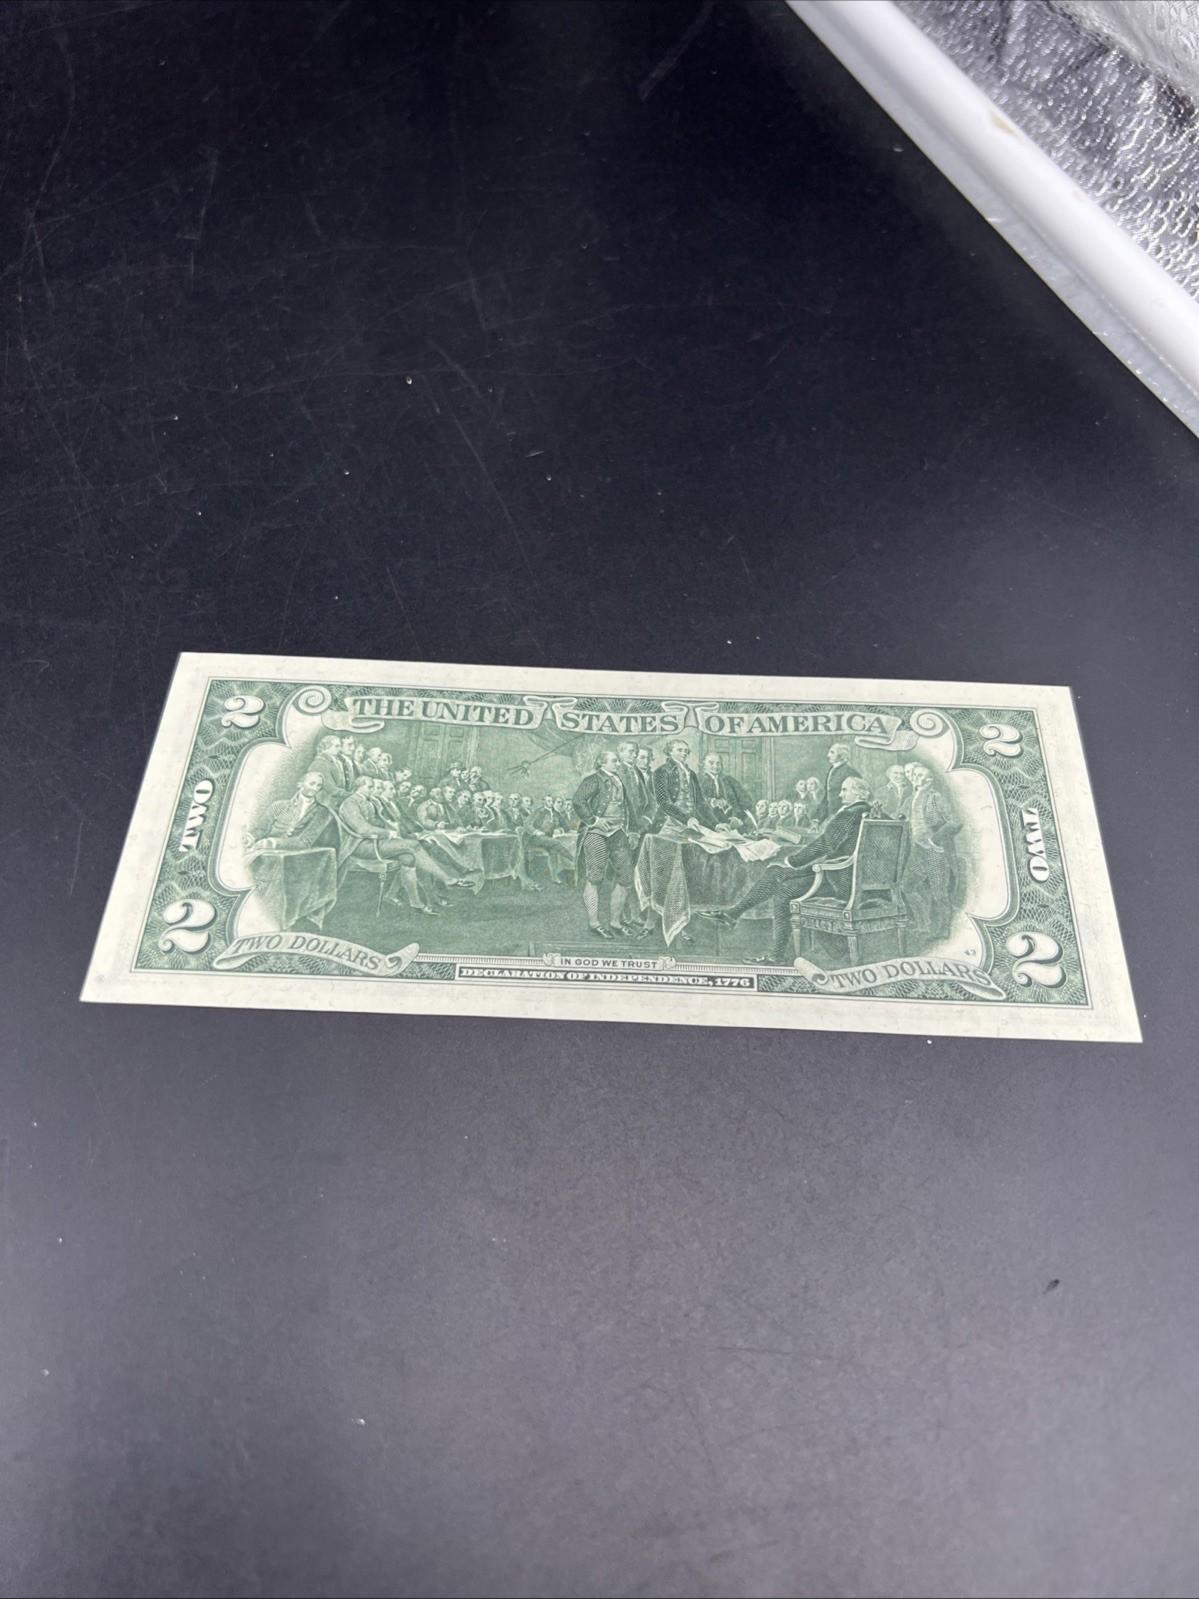 2 THE UNITED STATES OF AMERICA 2
TWO TWO
2 TWO DOLLARS IN GOD WE TRUST TWO DOLLARS 2
DECLARATION OF INDEPENDENCE, 1776